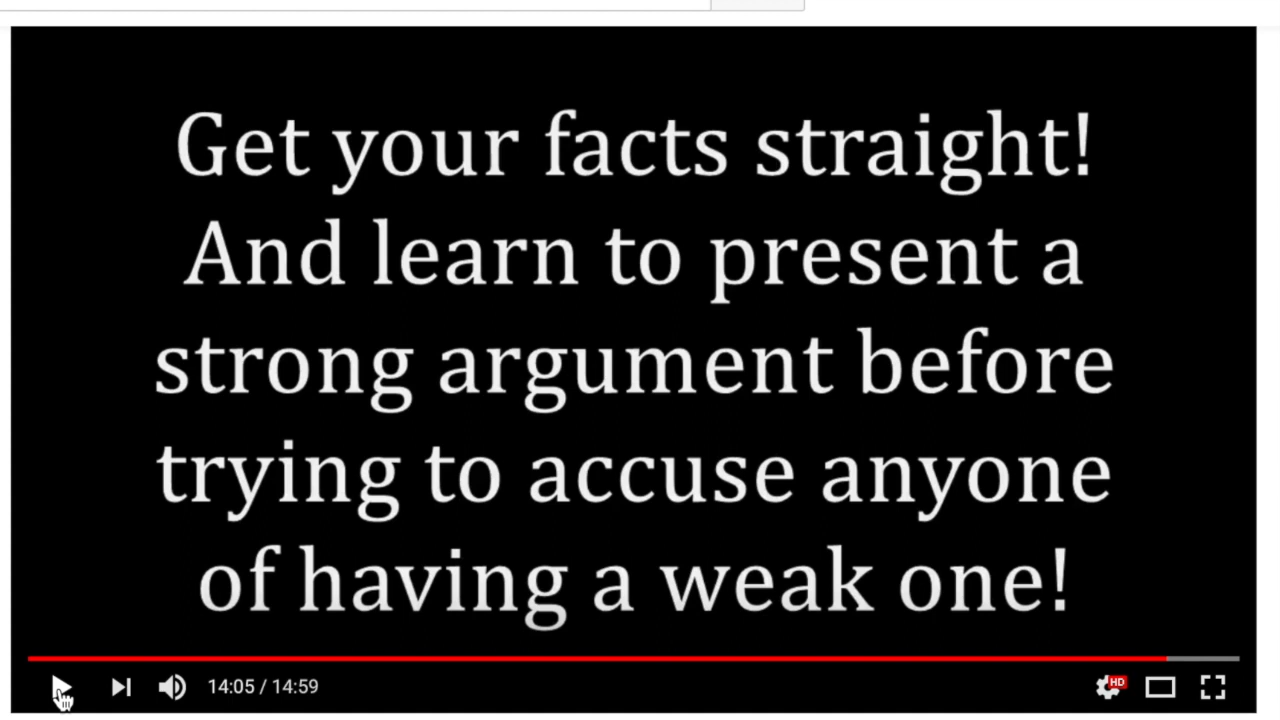 Get your facts straight!
And learn to present a
strong argument before
trying to accuse anyone
of having a weak one!
14:05 / 14:59
HD